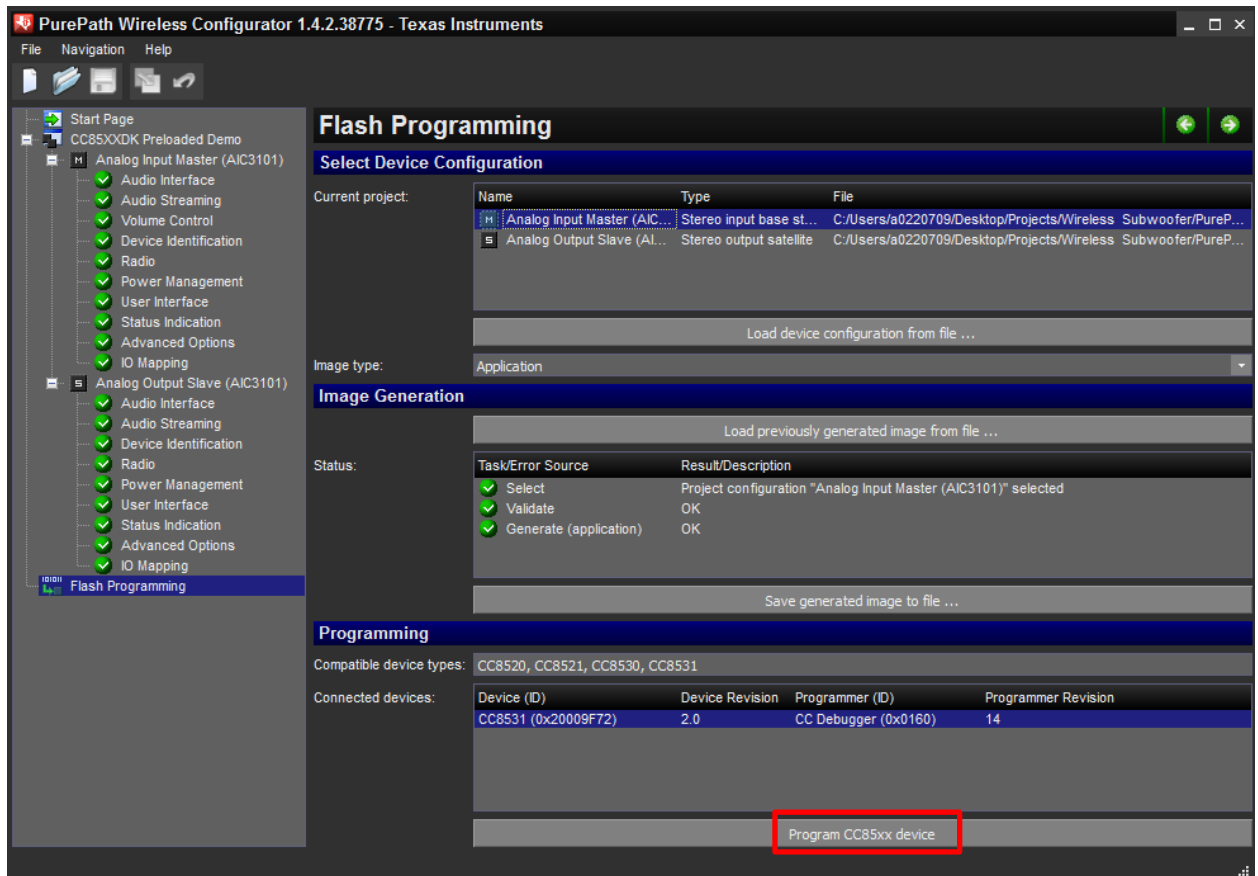 PurePath Wireless Configurator 1.4.2.38775 - Texas Instruments
File Navigation Help
Start Page
CC85XXDK Preloaded Demo
M Analog Input Master (AIC3101)
Audio Interface
Audio Streaming
Volume Control
Device Identification
Radio
Power Management
User Interface
Status Indication
Advanced Options
IO Mapping
S Analog Output Slave (AIC3101)
Audio Interface
Audio Streaming
Device Identification
Radio
Power Management
User Interface
Status Indication
Advanced Options
IO Mapping
101011 Flash Programming
Flash Programming
Select Device Configuration
Current project:
Name Type File
M Analog Input Master (AIC... Stereo input base st... C:/Users/a0220709/Desktop/Projects/Wireless Subwoofer/PureP...
S Analog Output Slave (AI... Stereo output satellite C:/Users/a0220709/Desktop/Projects/Wireless Subwoofer/PureP...
Load device configuration from file ...
Image type: Application
Image Generation
Load previously generated image from file ...
Status:
Task/Error Source Result/Description
Select Project configuration "Analog Input Master (AIC3101)" selected
Validate OK
Generate (application) OK
Save generated image to file ...
Programming
Compatible device types: CC8520, CC8521, CC8530, CC8531
Connected devices:
Device (ID) Device Revision Programmer (ID) Programmer Revision
CC8531 (0x20009F72) 2.0 CC Debugger (0x0160) 14
Program CC85xx device